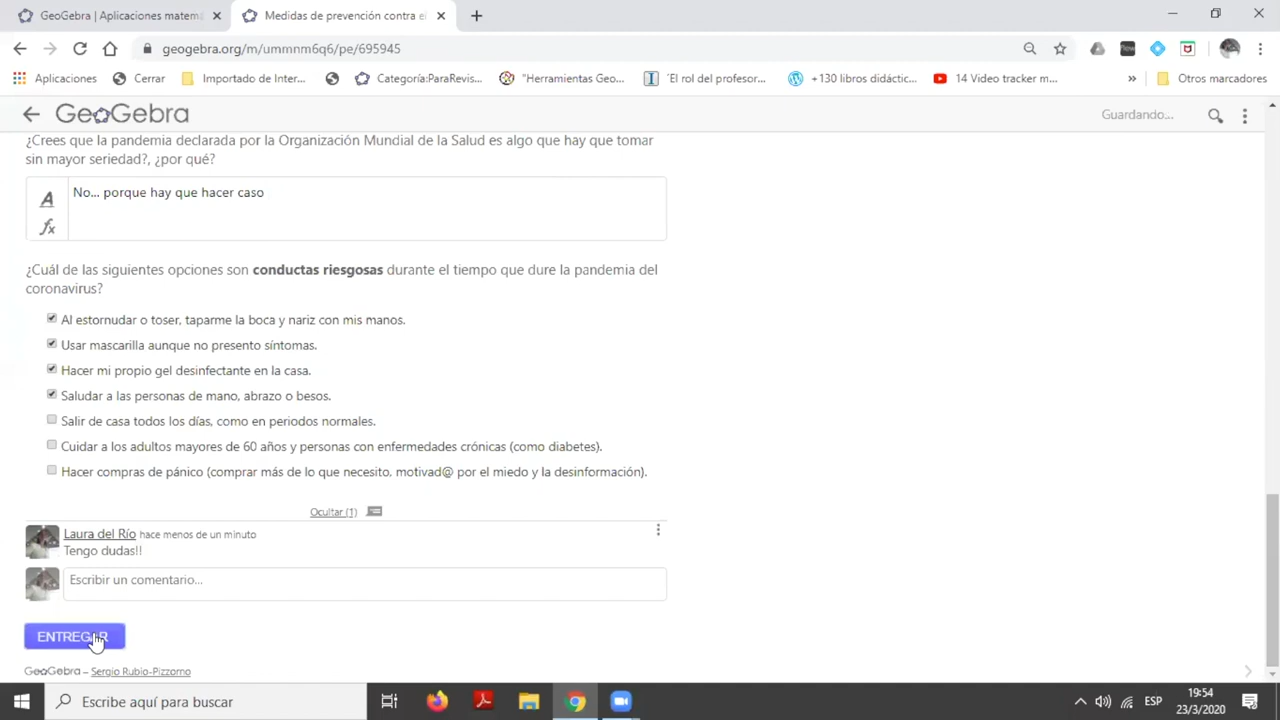 GeoGebra | Aplicaciones matem
Medidas de prevención contra el
geogebra.org/m/ummnm6q6/pe/695945
Aplicaciones
Cerrar
Importado de Inter...
Categoría:ParaRevis...
"Herramientas Geo...
´El rol del profesor...
+130 libros didáctic...
14 Video tracker m...
»
Otros marcadores
GeoGebra
Guardando...
¿Crees que la pandemia declarada por la Organización Mundial de la Salud es algo que hay que tomar
sin mayor seriedad?, ¿por qué?
No... porque hay que hacer caso
¿Cuál de las siguientes opciones son conductas riesgosas durante el tiempo que dure la pandemia del
coronavirus?
Al estornudar o toser, taparme la boca y nariz con mis manos.
Usar mascarilla aunque no presento síntomas.
Hacer mi propio gel desinfectante en la casa.
Saludar a las personas de mano, abrazo o besos.
Salir de casa todos los días, como en periodos normales.
Cuidar a los adultos mayores de 60 años y personas con enfermedades crónicas (como diabetes).
Hacer compras de pánico (comprar más de lo que necesito, motivad@ por el miedo y la desinformación).
Ocultar (1)
Laura del Río hace menos de un minuto
Tengo dudas!!
Escribir un comentario...
ENTREGAR
GeoGebra – Sergio Rubio-Pizzorno
Escribe aquí para buscar
ESP
19:54
23/3/2020